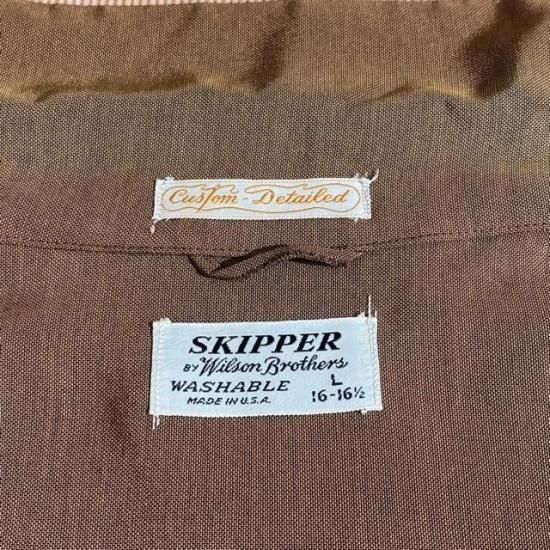 Custom-Detailed
SKIPPER
BY Wilson Brothers
WASHABLE L
MADE IN U.S.A. 16-16½